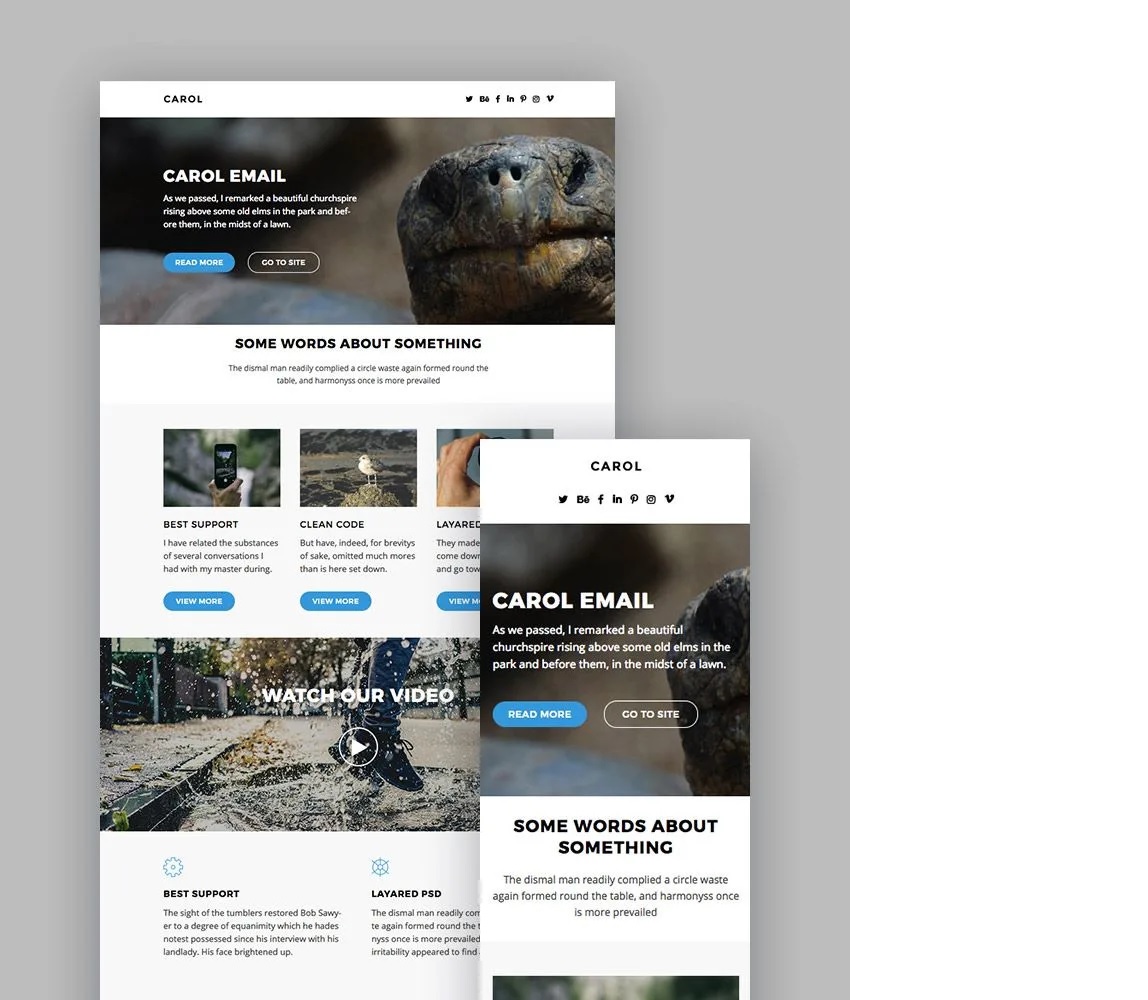 CAROL
CAROL EMAIL
As we passed, I remarked a beautiful churchspire
rising above some old elms in the park and bef-
ore them, in the midst of a lawn.
READ MORE
GO TO SITE
SOME WORDS ABOUT SOMETHING
The dismal man readily complied a circle waste again formed round the
table, and harmonyss once is more prevailed
BEST SUPPORT
I have related the substances
of several conversations I
had with my master during.
VIEW MORE
CLEAN CODE
But have, indeed, for brevitys
of sake, omitted much mores
than is here set down.
VIEW MORE
LAYARED
They made
come down
and go
VIEW
WATCH OUR VIDEO
BEST SUPPORT
The sight of the tumblers restored Bob Sawy-
er to a degree of equanimity which he hades
notest possessed since his interview with his
landlady. His face brightened up.
LAYARED PSD
The dismal man readily
te again formed round the
nyss once is more prevailed
irritability appeared to find
CAROL
CAROL EMAIL
As we passed, I remarked a beautiful
churchspire rising above some old elms in the
park and before them, in the midst of a lawn.
READ MORE
GO TO SITE
SOME WORDS ABOUT
SOMETHING
The dismal man readily complied a circle waste
again formed round the table, and harmonyss once
is more prevailed